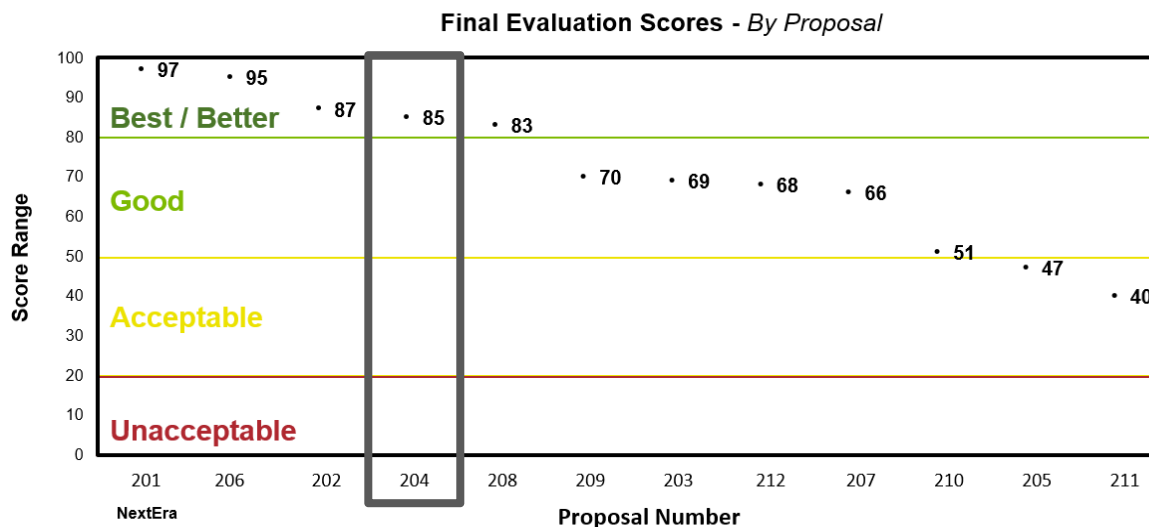 Final Evaluation Scores - By Proposal
100
97
95
90
87
85
83
Best / Better
80
70
70
69
68
66
Good
60
51
50
47
40
40
Acceptable
30
20
10
Unacceptable
0
Score Range
201 206 202 204 208 209 203 212 207 210 205 211
NextEra
Proposal Number